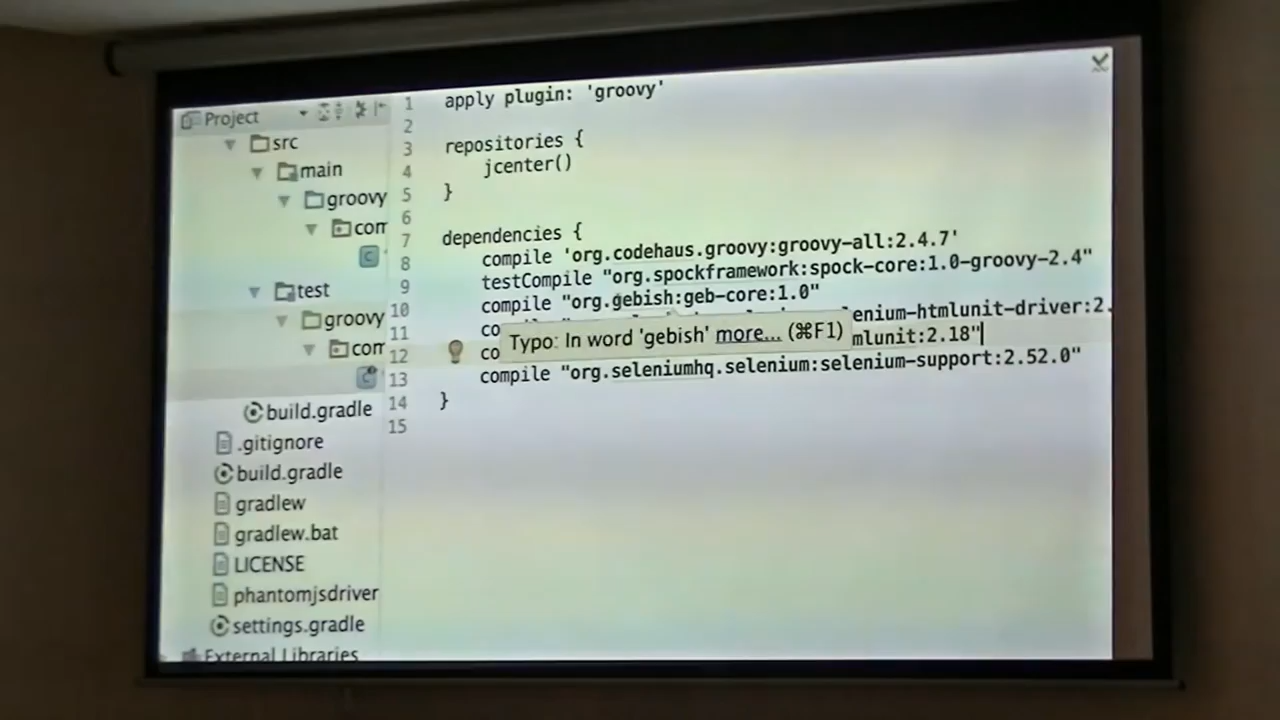 Project
src
main
groovy
com
test
groovy
com
build.gradle
.gitignore
build.gradle
gradlew
gradlew.bat
LICENSE
phantomjsdriver
settings.gradle
External Libraries
1 apply plugin: 'groovy'
2
3 repositories {
4 jcenter()
5 }
6
7 dependencies {
8 compile 'org.codehaus.groovy:groovy-all:2.4.7'
9 testCompile "org.spockframework:spock-core:1.0-groovy-2.4"
10 compile "org.gebish:geb-core:1.0"
11 co enium-htmlunit-driver:2.
Typo: In word 'gebish' more... (⌘F1)
12 co mlunit:2.18"
13 compile "org.seleniumhq.selenium:selenium-support:2.52.0"
14 }
15